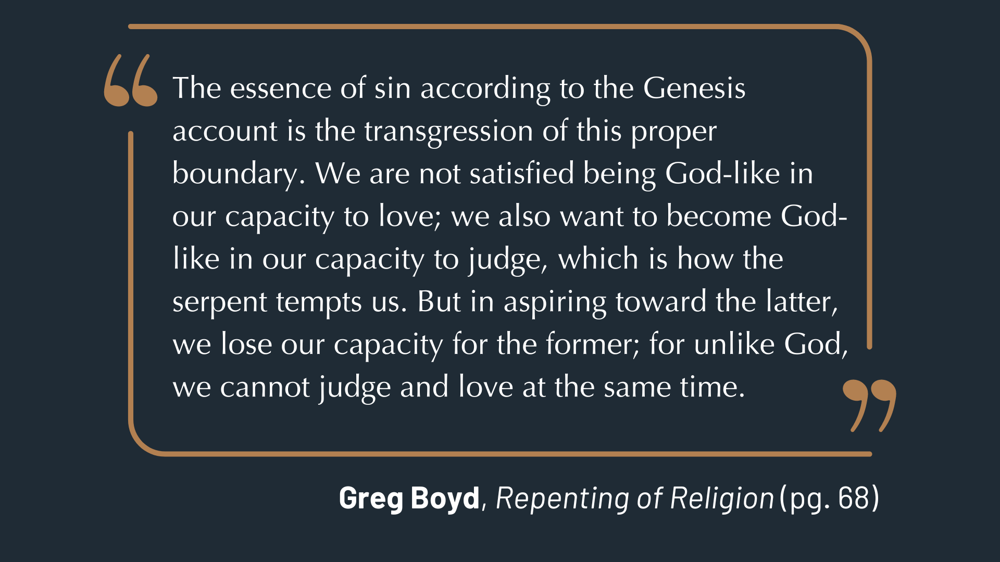 “The essence of sin according to the Genesis
account is the transgression of this proper
boundary. We are not satisfied being God-like in
our capacity to love; we also want to become God-
like in our capacity to judge, which is how the
serpent tempts us. But in aspiring toward the latter,
we lose our capacity for the former; for unlike God,
we cannot judge and love at the same time.”
Greg Boyd, Repenting of Religion (pg. 68)